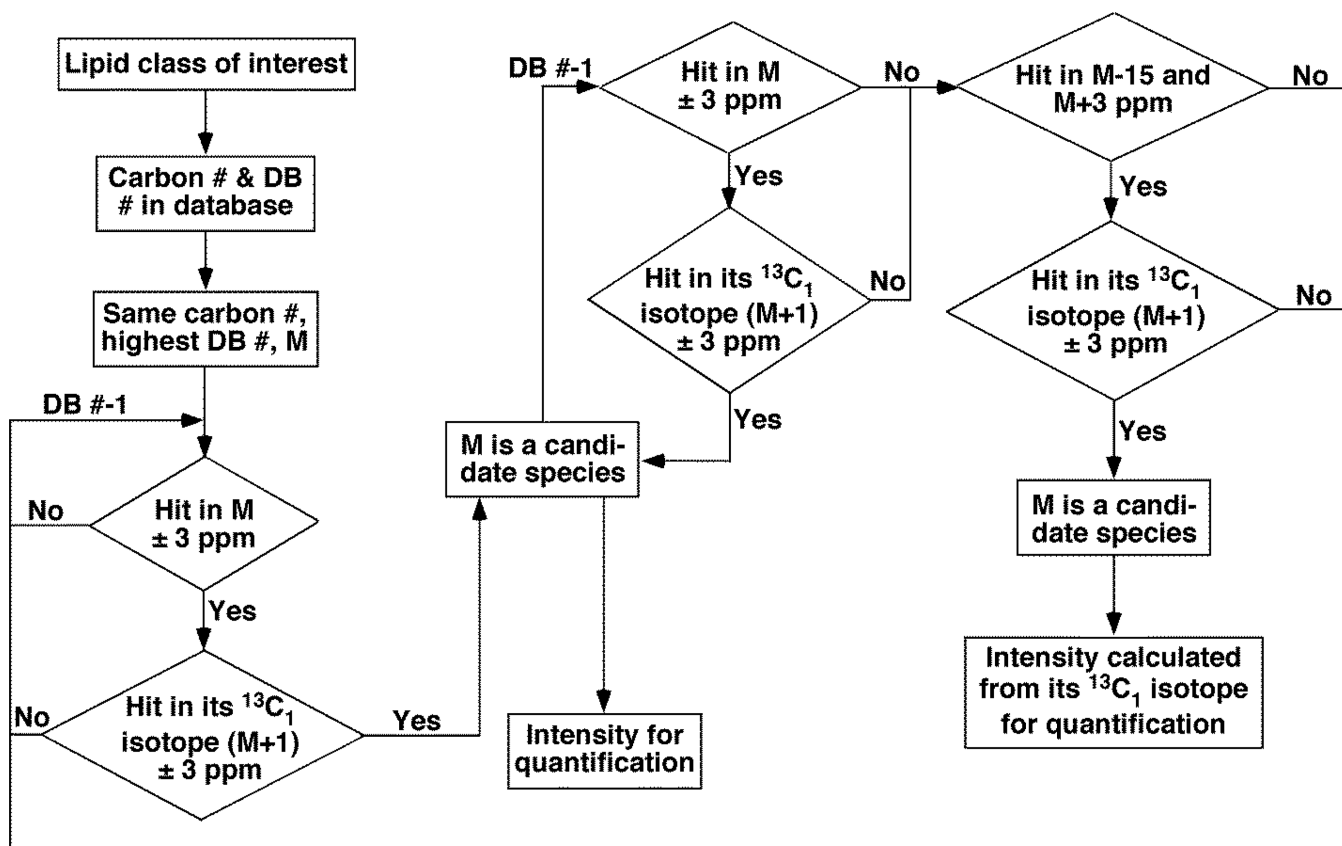 Lipid class of interest
Carbon # & DB
# in database
Same carbon #,
highest DB #, M
DB #-1
Hit in M
± 3 ppm
No
Yes
Hit in its ¹³C₁
isotope (M+1)
± 3 ppm
No
Yes
DB #-1
Hit in M
± 3 ppm
No
Yes
Hit in its ¹³C₁
isotope (M+1)
± 3 ppm
No
Yes
M is a candi-
date species
Intensity for
quantification
Hit in M-15 and
M+3 ppm
No
Yes
Hit in its ¹³C₁
isotope (M+1)
± 3 ppm
No
Yes
M is a candi-
date species
Intensity calculated
from its ¹³C₁ isotope
for quantification